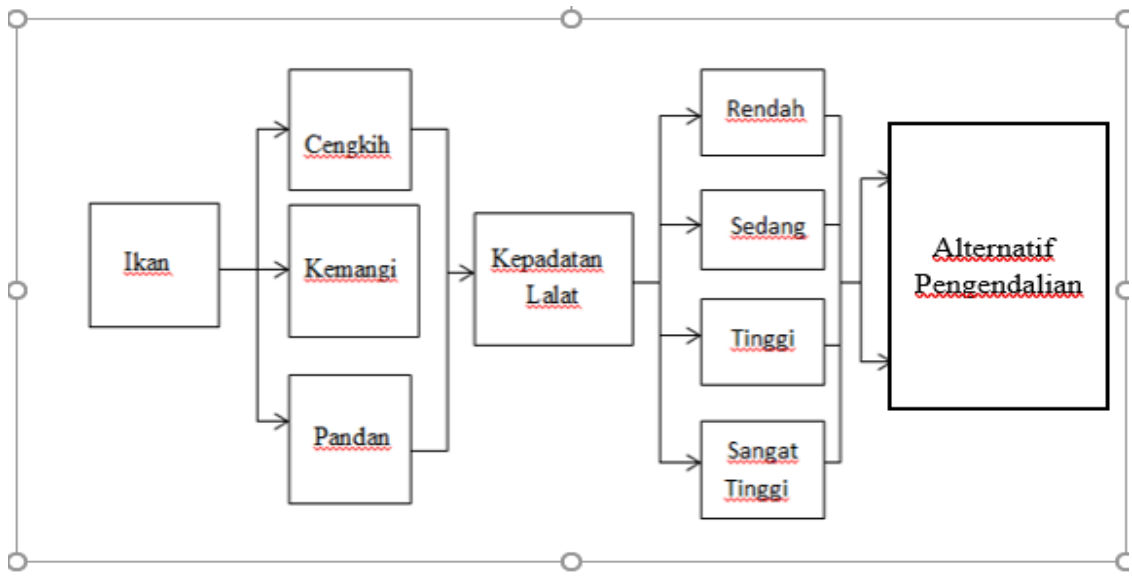 Ikan
Cengkih
Kemangi
Pandan
Kepadatan
Lalat
Rendah
Sedang
Tinggi
Sangat
Tinggi
Alternatif
Pengendalian